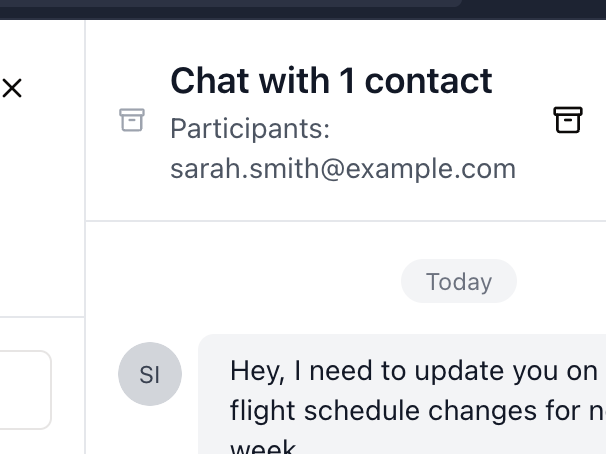 Chat with 1 contact
Participants:
sarah.smith@example.com
Today
SI
Hey, I need to update you on
flight schedule changes for
week